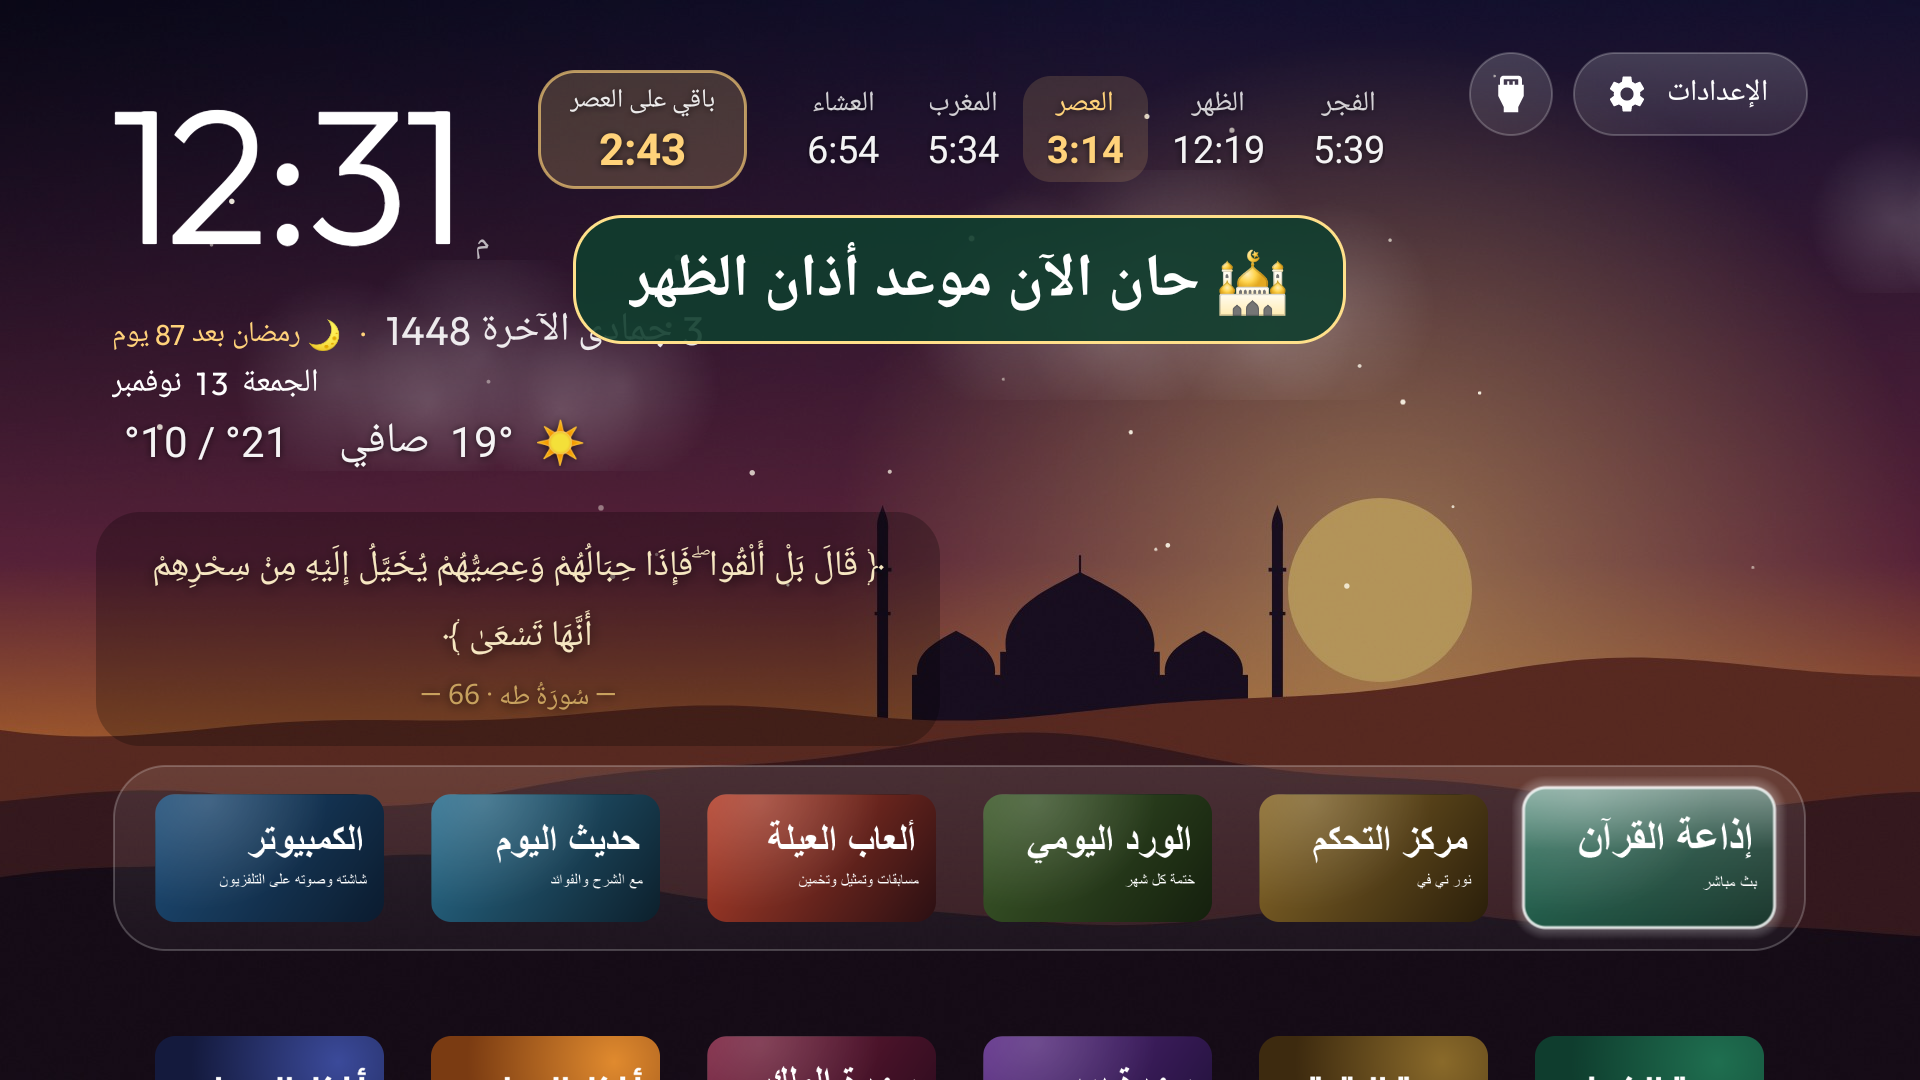 الإعدادات
الفجر
5:39
الظهر
12:19
العصر
3:14
المغرب
5:34
العشاء
6:54
باقي على العصر
2:43
12:31 م
حان الآن موعد أذان الظهر
3 جمادى الآخرة 1448 · رمضان بعد 87 يوم
الجمعة 13 نوفمبر
19° صافي 21° / 10°
﴿ قَالَ بَلْ أَلْقُوا ۖ فَإِذَا حِبَالُهُمْ وَعِصِيُّهُمْ يُخَيَّلُ إِلَيْهِ مِنْ سِحْرِهِمْ
أَنَّهَا تَسْعَىٰ ﴾
— سُورَةُ طه · 66 —
إذاعة القرآن
بث مباشر
مركز التحكم
نور تي في
الورد اليومي
ختمة كل شهر
ألعاب العيلة
مسابقات وتمثيل وتخمين
حديث اليوم
مع الشرح والفوائد
الكمبيوتر
شاشته وصوته على التلفزيون